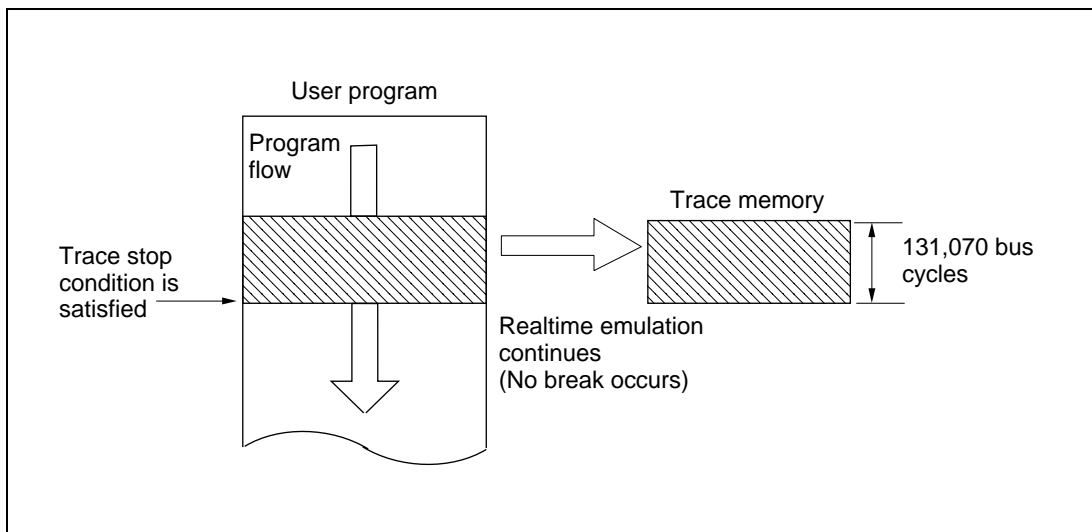 User program
Program
flow
Trace memory
Trace stop
condition is
satisfied
131,070 bus
cycles
Realtime emulation
continues
(No break occurs)